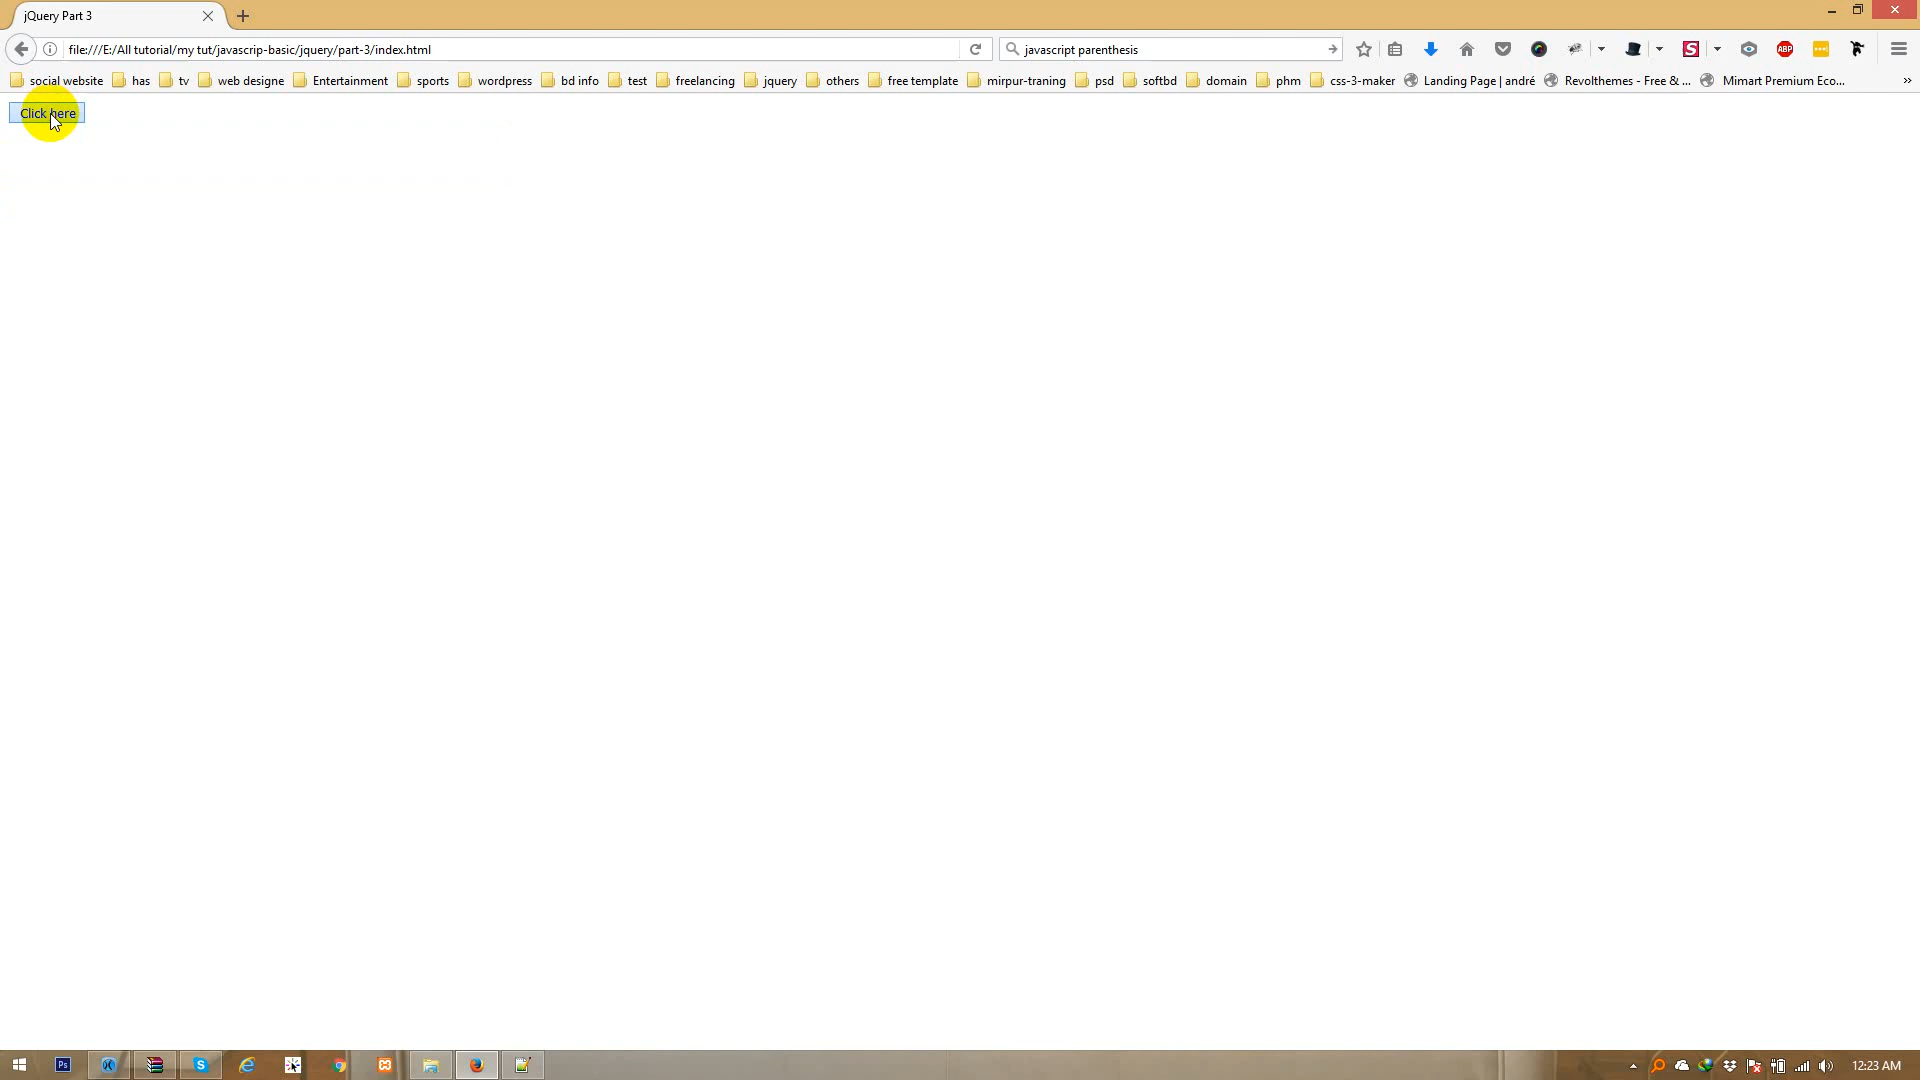 jQuery Part 3
file:///E:/All tutorial/my tut/javascrip-basic/jquery/part-3/index.html
javascript parenthesis
ABP
social website has tv web designe Entertainment sports wordpress bd info test freelancing jquery others free template mirpur-traning psd softbd domain phm css-3-maker Landing Page | andré Revolthemes - Free & ... Mimart Premium Eco...
Click here
Ps
12:23 AM